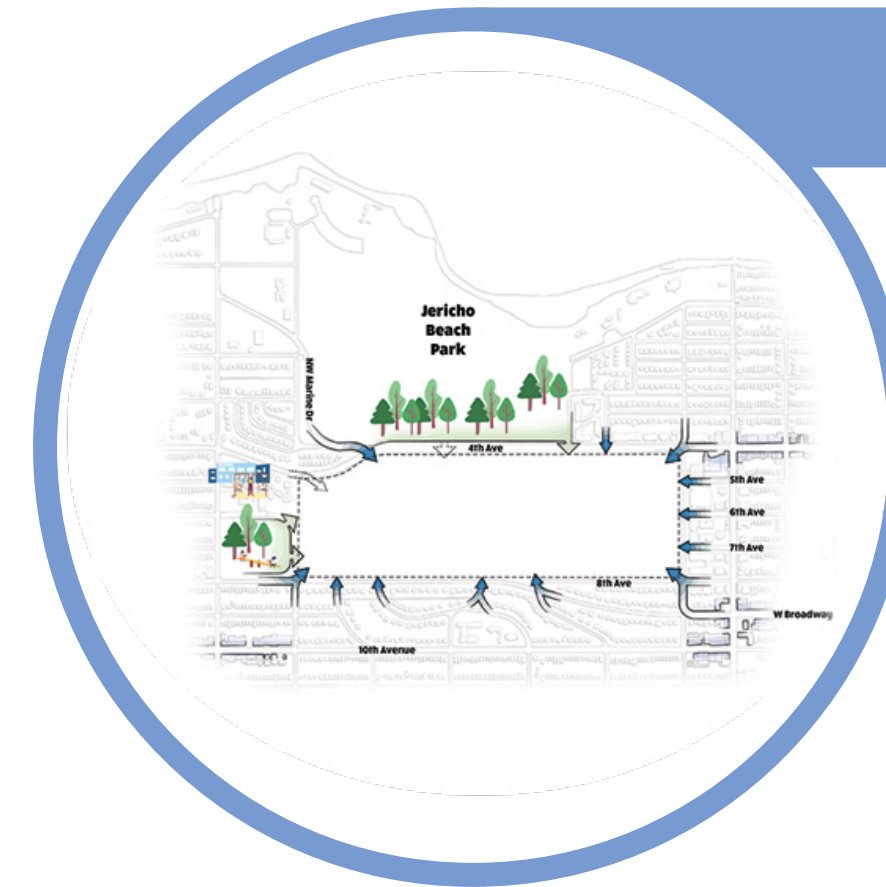 Jericho
Beach
Park
NW Marine Dr
4th Ave
5th Ave
6th Ave
7th Ave
8th Ave
W Broadway
10th Avenue